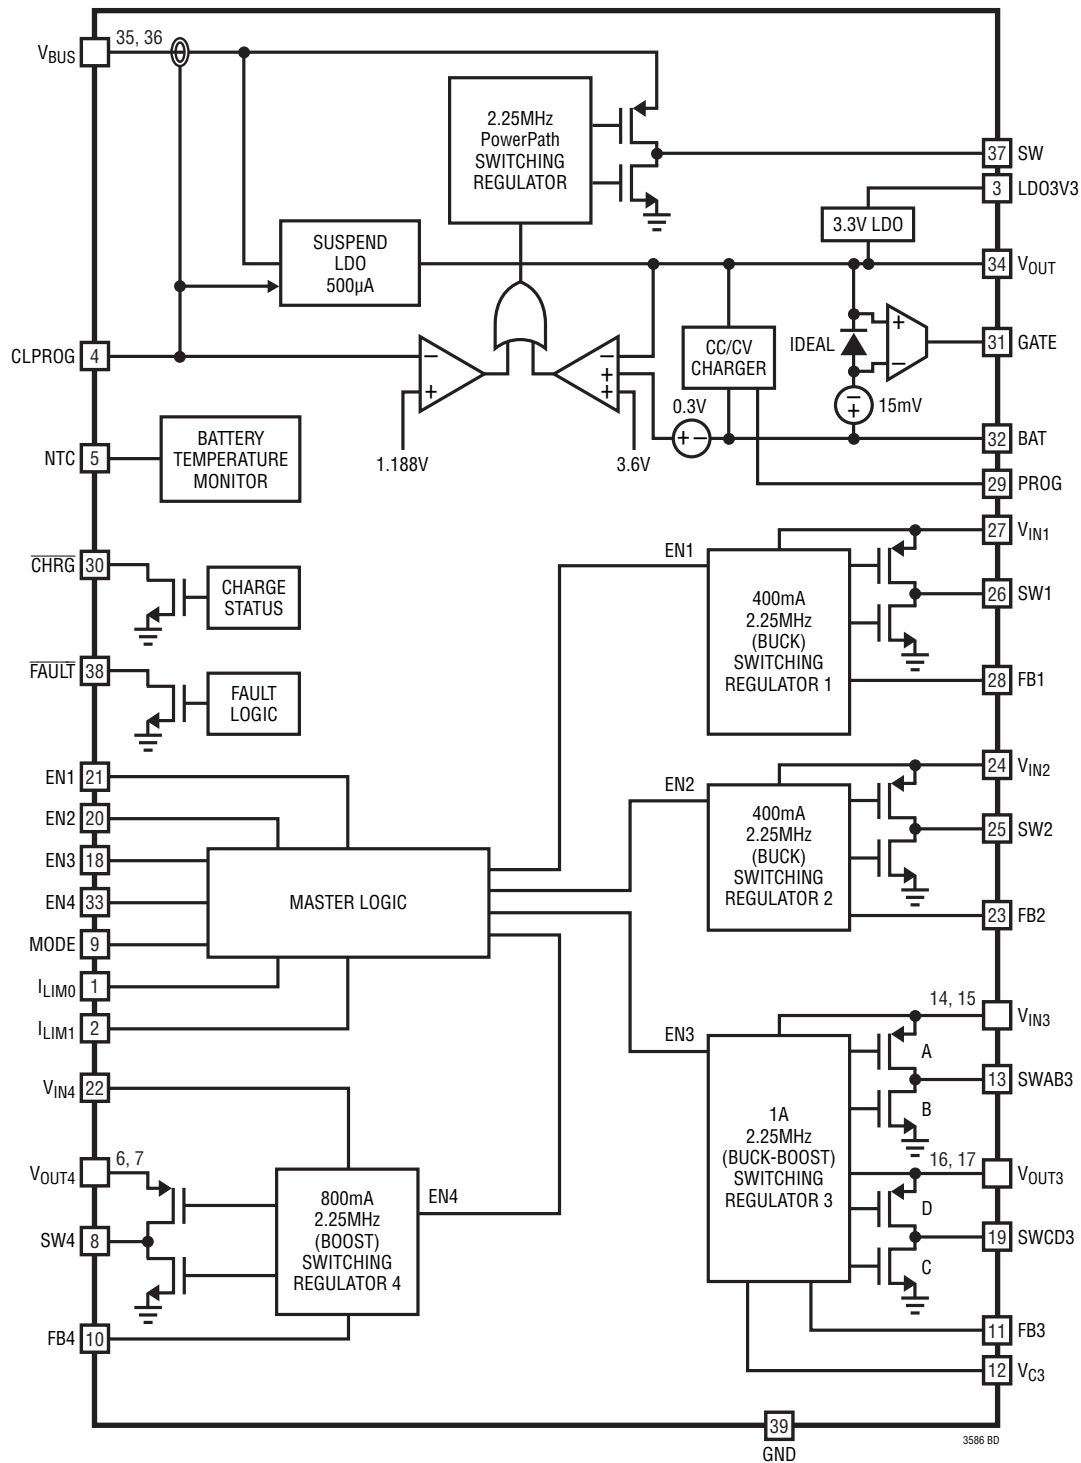 VBUS
35, 36
2.25MHz
PowerPath
SWITCHING
REGULATOR
37
SW
3
LDO3V3
3.3V LDO
SUSPEND
LDO
500µA
34
VOUT
CLPROG
4
−
+
1.188V
−
+
+
3.6V
CC/CV
CHARGER
0.3V
+ −
IDEAL
+
−
−
+
15mV
31
GATE
32
BAT
29
PROG
NTC
5
BATTERY
TEMPERATURE
MONITOR
CHRG
30
CHARGE
STATUS
FAULT
38
FAULT
LOGIC
EN1
400mA
2.25MHz
(BUCK)
SWITCHING
REGULATOR 1
27
VIN1
26
SW1
28
FB1
EN1
21
EN2
20
EN3
18
EN4
33
MODE
9
ILIM0
1
ILIM1
2
MASTER LOGIC
EN2
400mA
2.25MHz
(BUCK)
SWITCHING
REGULATOR 2
24
VIN2
25
SW2
23
FB2
EN3
1A
2.25MHz
(BUCK-BOOST)
SWITCHING
REGULATOR 3
14, 15
VIN3
A
13
SWAB3
B
16, 17
VOUT3
D
19
SWCD3
C
11
FB3
12
VC3
VIN4
22
VOUT4
6, 7
SW4
8
FB4
10
800mA
2.25MHz
(BOOST)
SWITCHING
REGULATOR 4
EN4
39
GND
3586 BD